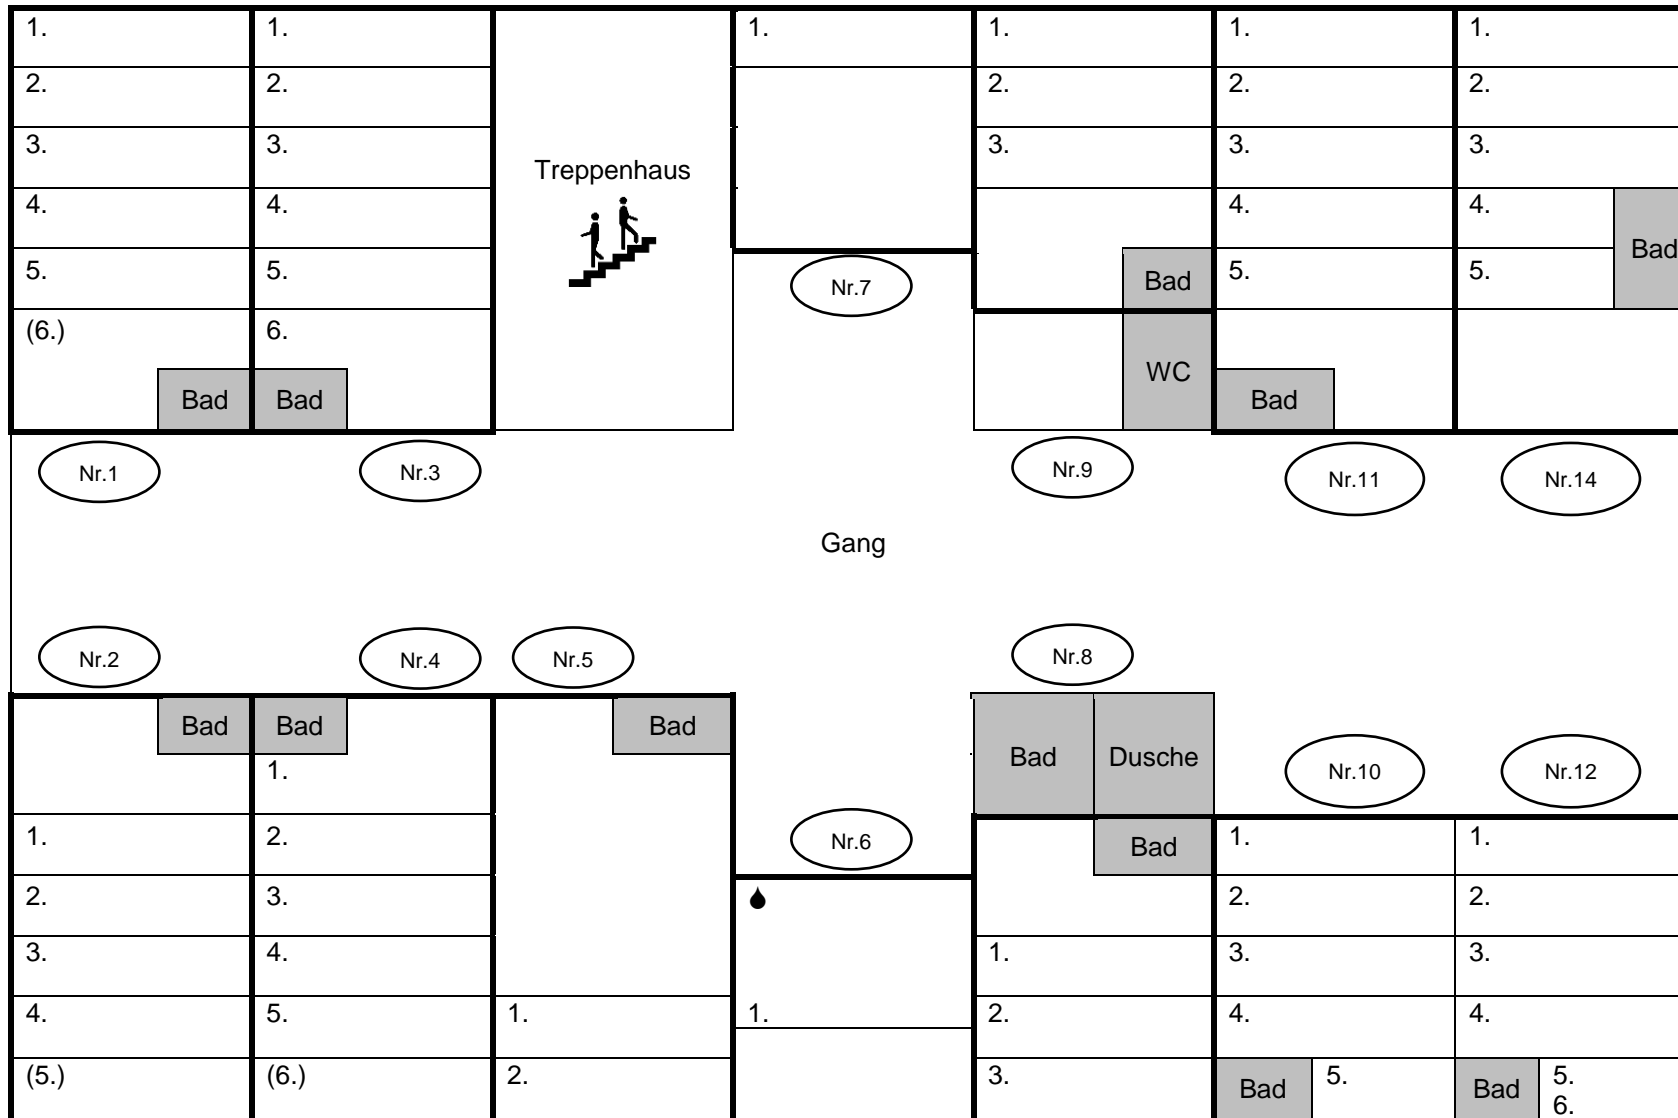 1. 1. 1. 1. 1. 1.
2. 2. 2. 2. 2.
3. 3. 3. 3. 3.
Treppenhaus
4. 4. 4. 4.
Bad
5. 5. Bad 5. 5.
Nr.7
(6.) 6.
WC
Bad Bad Bad
Nr.1 Nr.3 Nr.9 Nr.11 Nr.14
Gang
Nr.2 Nr.4 Nr.5 Nr.8
Bad Bad Bad
Bad Dusche Nr.10 Nr.12
1.
1. 2. Nr.6 Bad 1. 1.
2. 3. 2. 2.
3. 4. 1. 3. 3.
4. 5. 1. 1. 2. 4. 4.
(5.) (6.) 2. 3. Bad 5. Bad 5.
6.